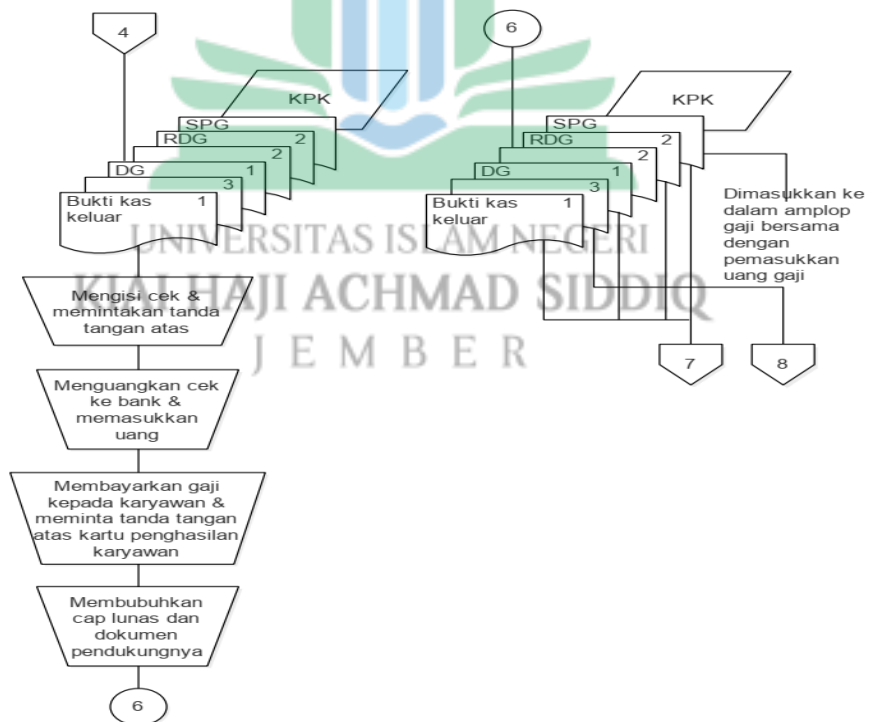 4
KPK
SPG
RDG 2
2
DG 1
3
Bukti kas 1
keluar
Mengisi cek &
memintakan tanda
tangan atas
Menguangkan cek
ke bank &
memasukkan
uang
Membayarkan gaji
kepada karyawan &
meminta tanda tangan
atas kartu penghasilan
karyawan
Membubuhkan
cap lunas dan
dokumen
pendukungnya
6
6
KPK
SPG
RDG 2
2
DG 1
3
Bukti kas 1
keluar
Dimasukkan ke
dalam amplop
gaji bersama
dengan
pemasukkan
uang gaji
7
8
UNIVERSITAS ISLAM NEGERI
KIAI HAJI ACHMAD SIDDIQ
JEMBER